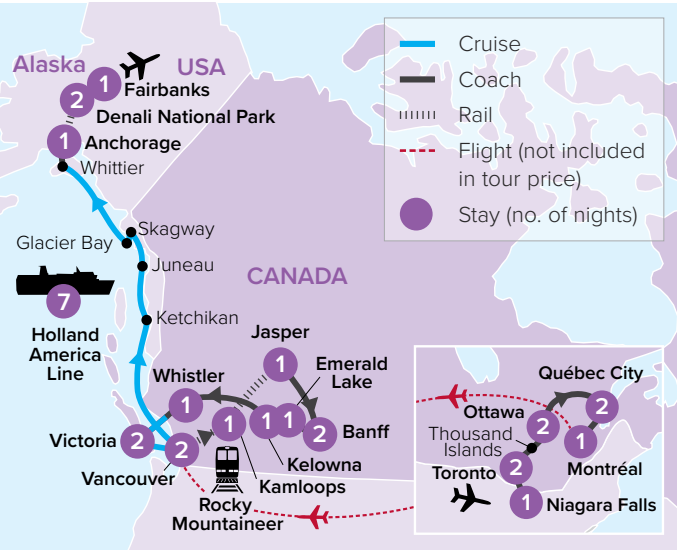 Alaska
USA
1
Fairbanks
2
Denali National Park
1
Anchorage
Whittier
Skagway
Glacier Bay
Juneau
CANADA
7
Holland
America
Line
Ketchikan
Jasper
1
Emerald
Lake
Whistler
1
1
1
1
2
Banff
Victoria
2
2
Kelowna
Vancouver
Kamloops
Rocky
Mountaineer
Cruise
Coach
Rail
Flight (not included
in tour price)
Stay (no. of nights)
Québec City
2
Ottawa
2
Thousand
Islands
1
Montréal
Toronto
2
1
Niagara Falls